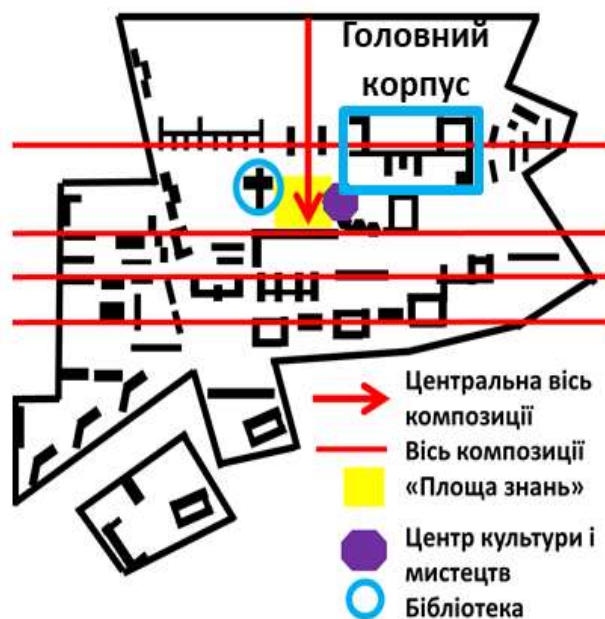 Головний
корпус
Центральна вісь
композиції
Вісь композиції
«Площа знань»
Центр культури і
мистецтв
Бібліотека